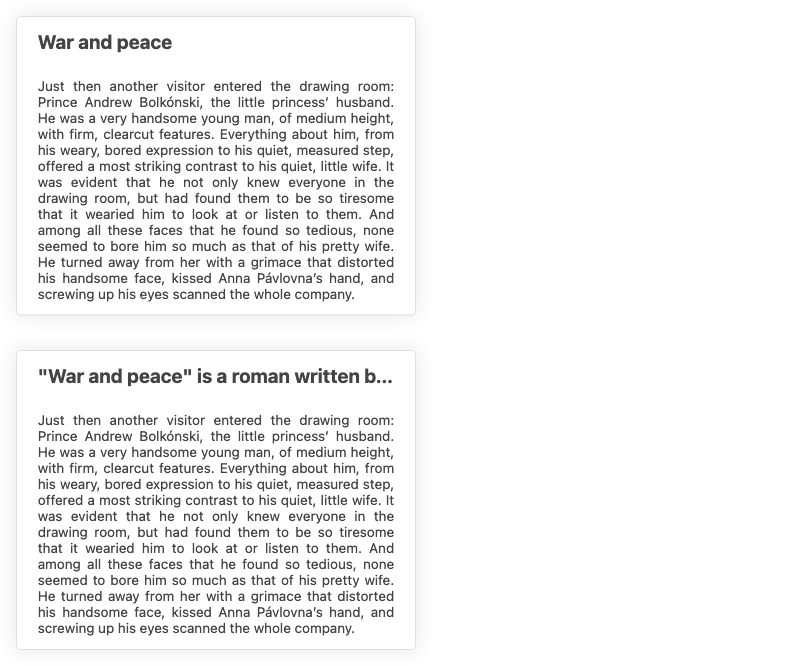 War and peace
Just then another visitor entered the drawing room:
Prince Andrew Bolkónski, the little princess’ husband.
He was a very handsome young man, of medium height,
with firm, clearcut features. Everything about him, from
his weary, bored expression to his quiet, measured step,
offered a most striking contrast to his quiet, little wife. It
was evident that he not only knew everyone in the
drawing room, but had found them to be so tiresome
that it wearied him to look at or listen to them. And
among all these faces that he found so tedious, none
seemed to bore him so much as that of his pretty wife.
He turned away from her with a grimace that distorted
his handsome face, kissed Anna Pávlovna’s hand, and
screwing up his eyes scanned the whole company.
"War and peace" is a roman written b...
Just then another visitor entered the drawing room:
Prince Andrew Bolkónski, the little princess’ husband.
He was a very handsome young man, of medium height,
with firm, clearcut features. Everything about him, from
his weary, bored expression to his quiet, measured step,
offered a most striking contrast to his quiet, little wife. It
was evident that he not only knew everyone in the
drawing room, but had found them to be so tiresome
that it wearied him to look at or listen to them. And
among all these faces that he found so tedious, none
seemed to bore him so much as that of his pretty wife.
He turned away from her with a grimace that distorted
his handsome face, kissed Anna Pávlovna’s hand, and
screwing up his eyes scanned the whole company.